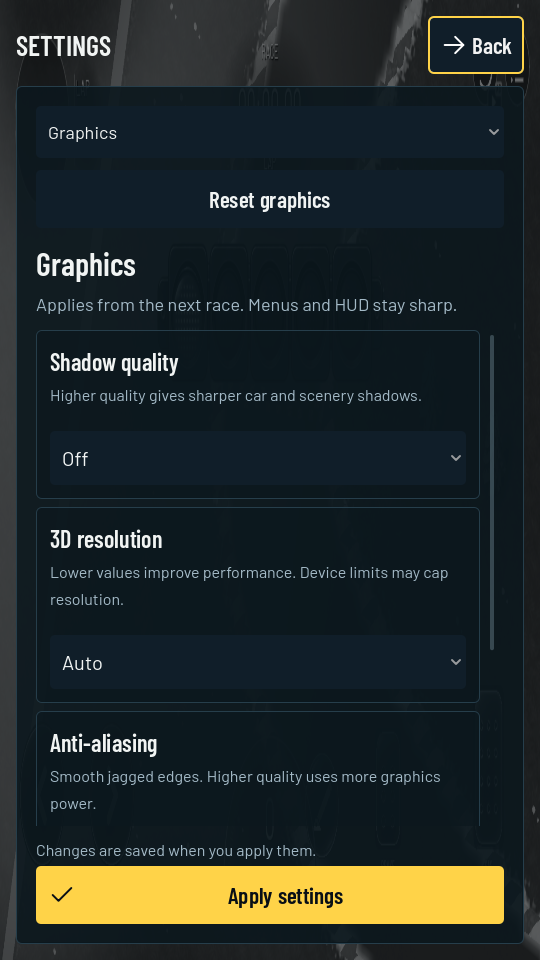 SETTINGS
Back
Graphics
Reset graphics
Graphics
Applies from the next race. Menus and HUD stay sharp.
Shadow quality
Higher quality gives sharper car and scenery shadows.
Off
3D resolution
Lower values improve performance. Device limits may cap
resolution.
Auto
Anti-aliasing
Smooth jagged edges. Higher quality uses more graphics
power.
Changes are saved when you apply them.
Apply settings